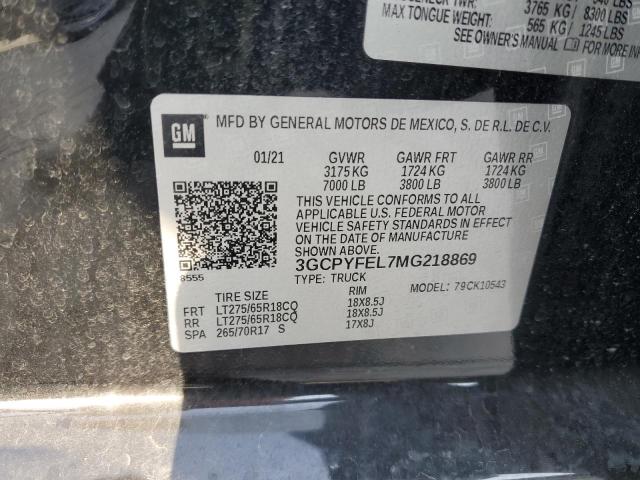 3765 KG / 8300 LBS
MAX TONGUE WEIGHT: 565 KG / 1245 LBS
SEE OWNER'S MANUAL FOR MORE
GM
MFD BY GENERAL MOTORS DE MEXICO, S. DE R.L. DE C.V.
01/21 GVWR GAWR FRT GAWR RR
3175 KG 1724 KG 1724 KG
7000 LB 3800 LB 3800 LB
THIS VEHICLE CONFORMS TO ALL
APPLICABLE U.S. FEDERAL MOTOR
VEHICLE SAFETY STANDARDS IN
EFFECT ON THE DATE OF MANUFACTURE
SHOWN ABOVE.
3GCPYFEL7MG218869
TYPE: TRUCK MODEL: 79CK10543
8555
TIRE SIZE RIM
FRT LT275/65R18CQ 18X8.5J
RR LT275/65R18CQ 18X8.5J
SPA 265/70R17 S 17X8J